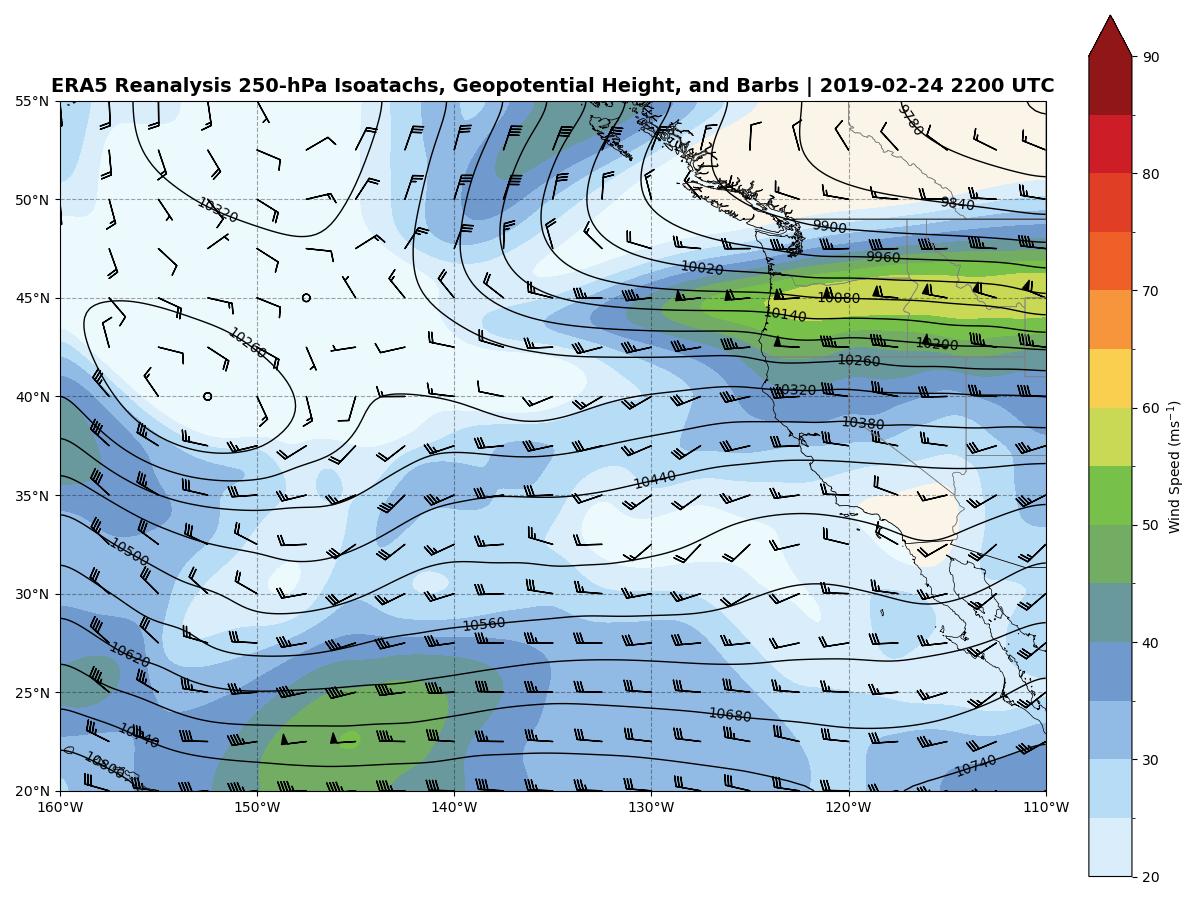 ERA5 Reanalysis 250-hPa Isoatachs, Geopotential Height, and Barbs | 2019-02-24 2200 UTC
55°N
50°N
45°N
40°N
35°N
30°N
25°N
20°N
160°W
150°W
140°W
130°W
120°W
110°W
9780
10320
9840
9900
9960
10020
10080
10140
10260
10200
10260
10320
10380
10440
10500
10560
10620
10680
10740
10740
10800
90
80
70
60
50
40
30
20
Wind Speed (ms⁻¹)